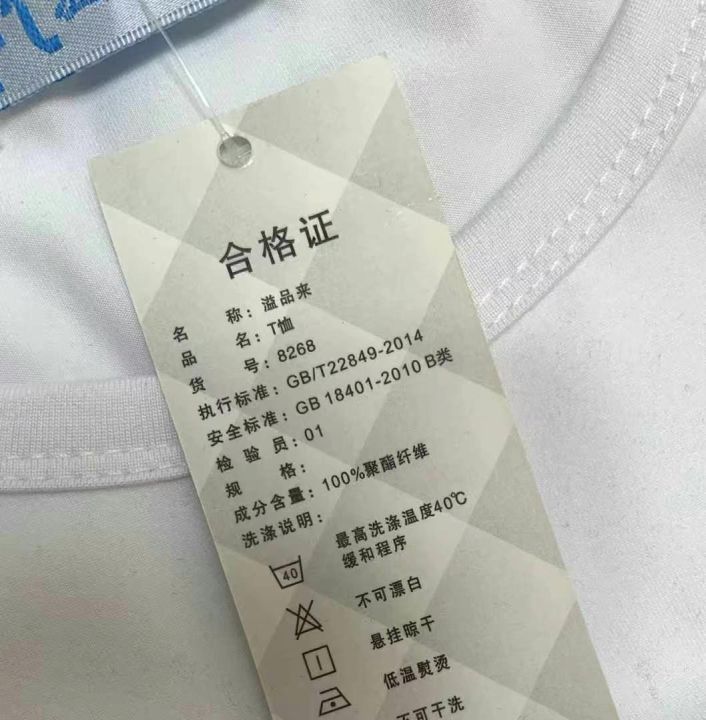 合格证
名 称：溢品来
品 名：T恤
货 号：8268
执行标准：GB/T22849-2014
安全标准：GB 18401-2010 B类
检 验 员：01
规 格：
成分含量：100%聚酯纤维
洗涤说明：
40 最高洗涤温度40℃
缓和程序
不可漂白
悬挂晾干
低温熨烫
不可干洗